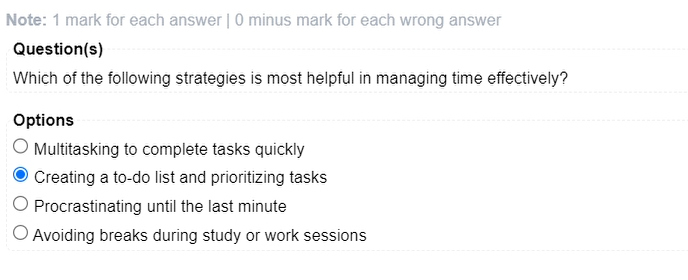 Note: 1 mark for each answer | 0 minus mark for each wrong answer
Question(s)
Which of the following strategies is most helpful in managing time effectively?
Options
Multitasking to complete tasks quickly
Creating a to-do list and prioritizing tasks
Procrastinating until the last minute
Avoiding breaks during study or work sessions